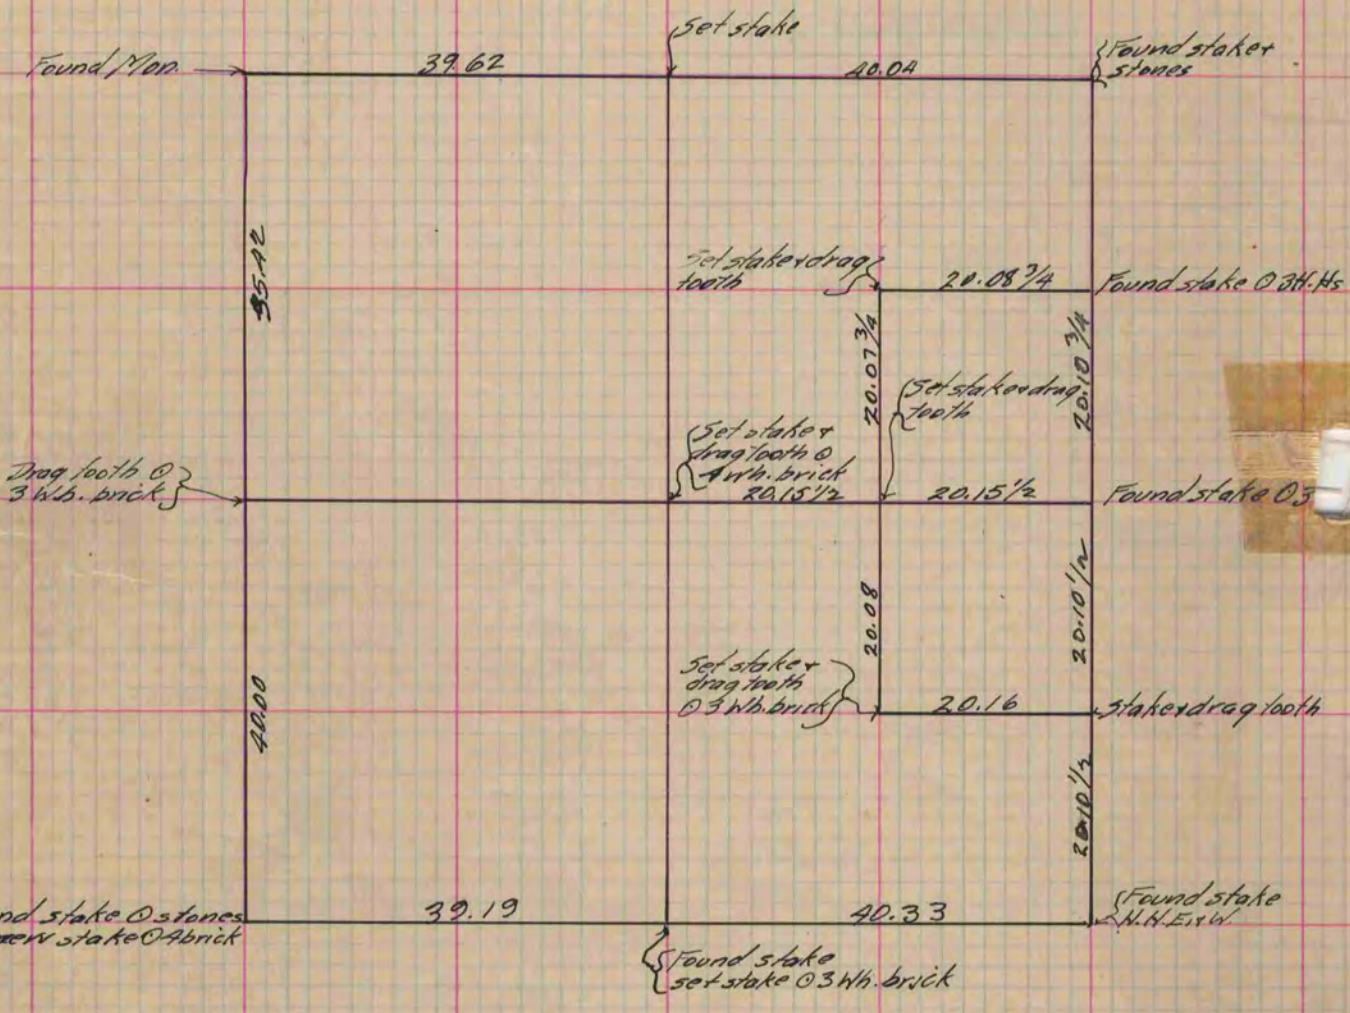 Set stake
Found Mon.
39.62
40.04
Found stake +
stones
35.42
Set stake + drag
tooth
20.08 3/4
Found stake ⊙ 3 H.Hs
20.07 3/4
20.10 3/4
Set stake + drag
tooth
Set stake +
drag tooth ⊙
4 wh. brick
Drag tooth ⊙
3 Wh. brick
20.15 1/2
20.15 1/2
Found stake ⊙ 3
20.08
20.10 1/2
Set stake +
drag tooth
⊙ 3 Wh. brick
40.00
20.16
Stake + drag tooth
20.10 1/2
nd stake ⊙ stones
new stake ⊙ 4 brick
39.19
40.33
Found stake
N.H. E. + W.
Found stake
set stake ⊙ 3 Wh. brick